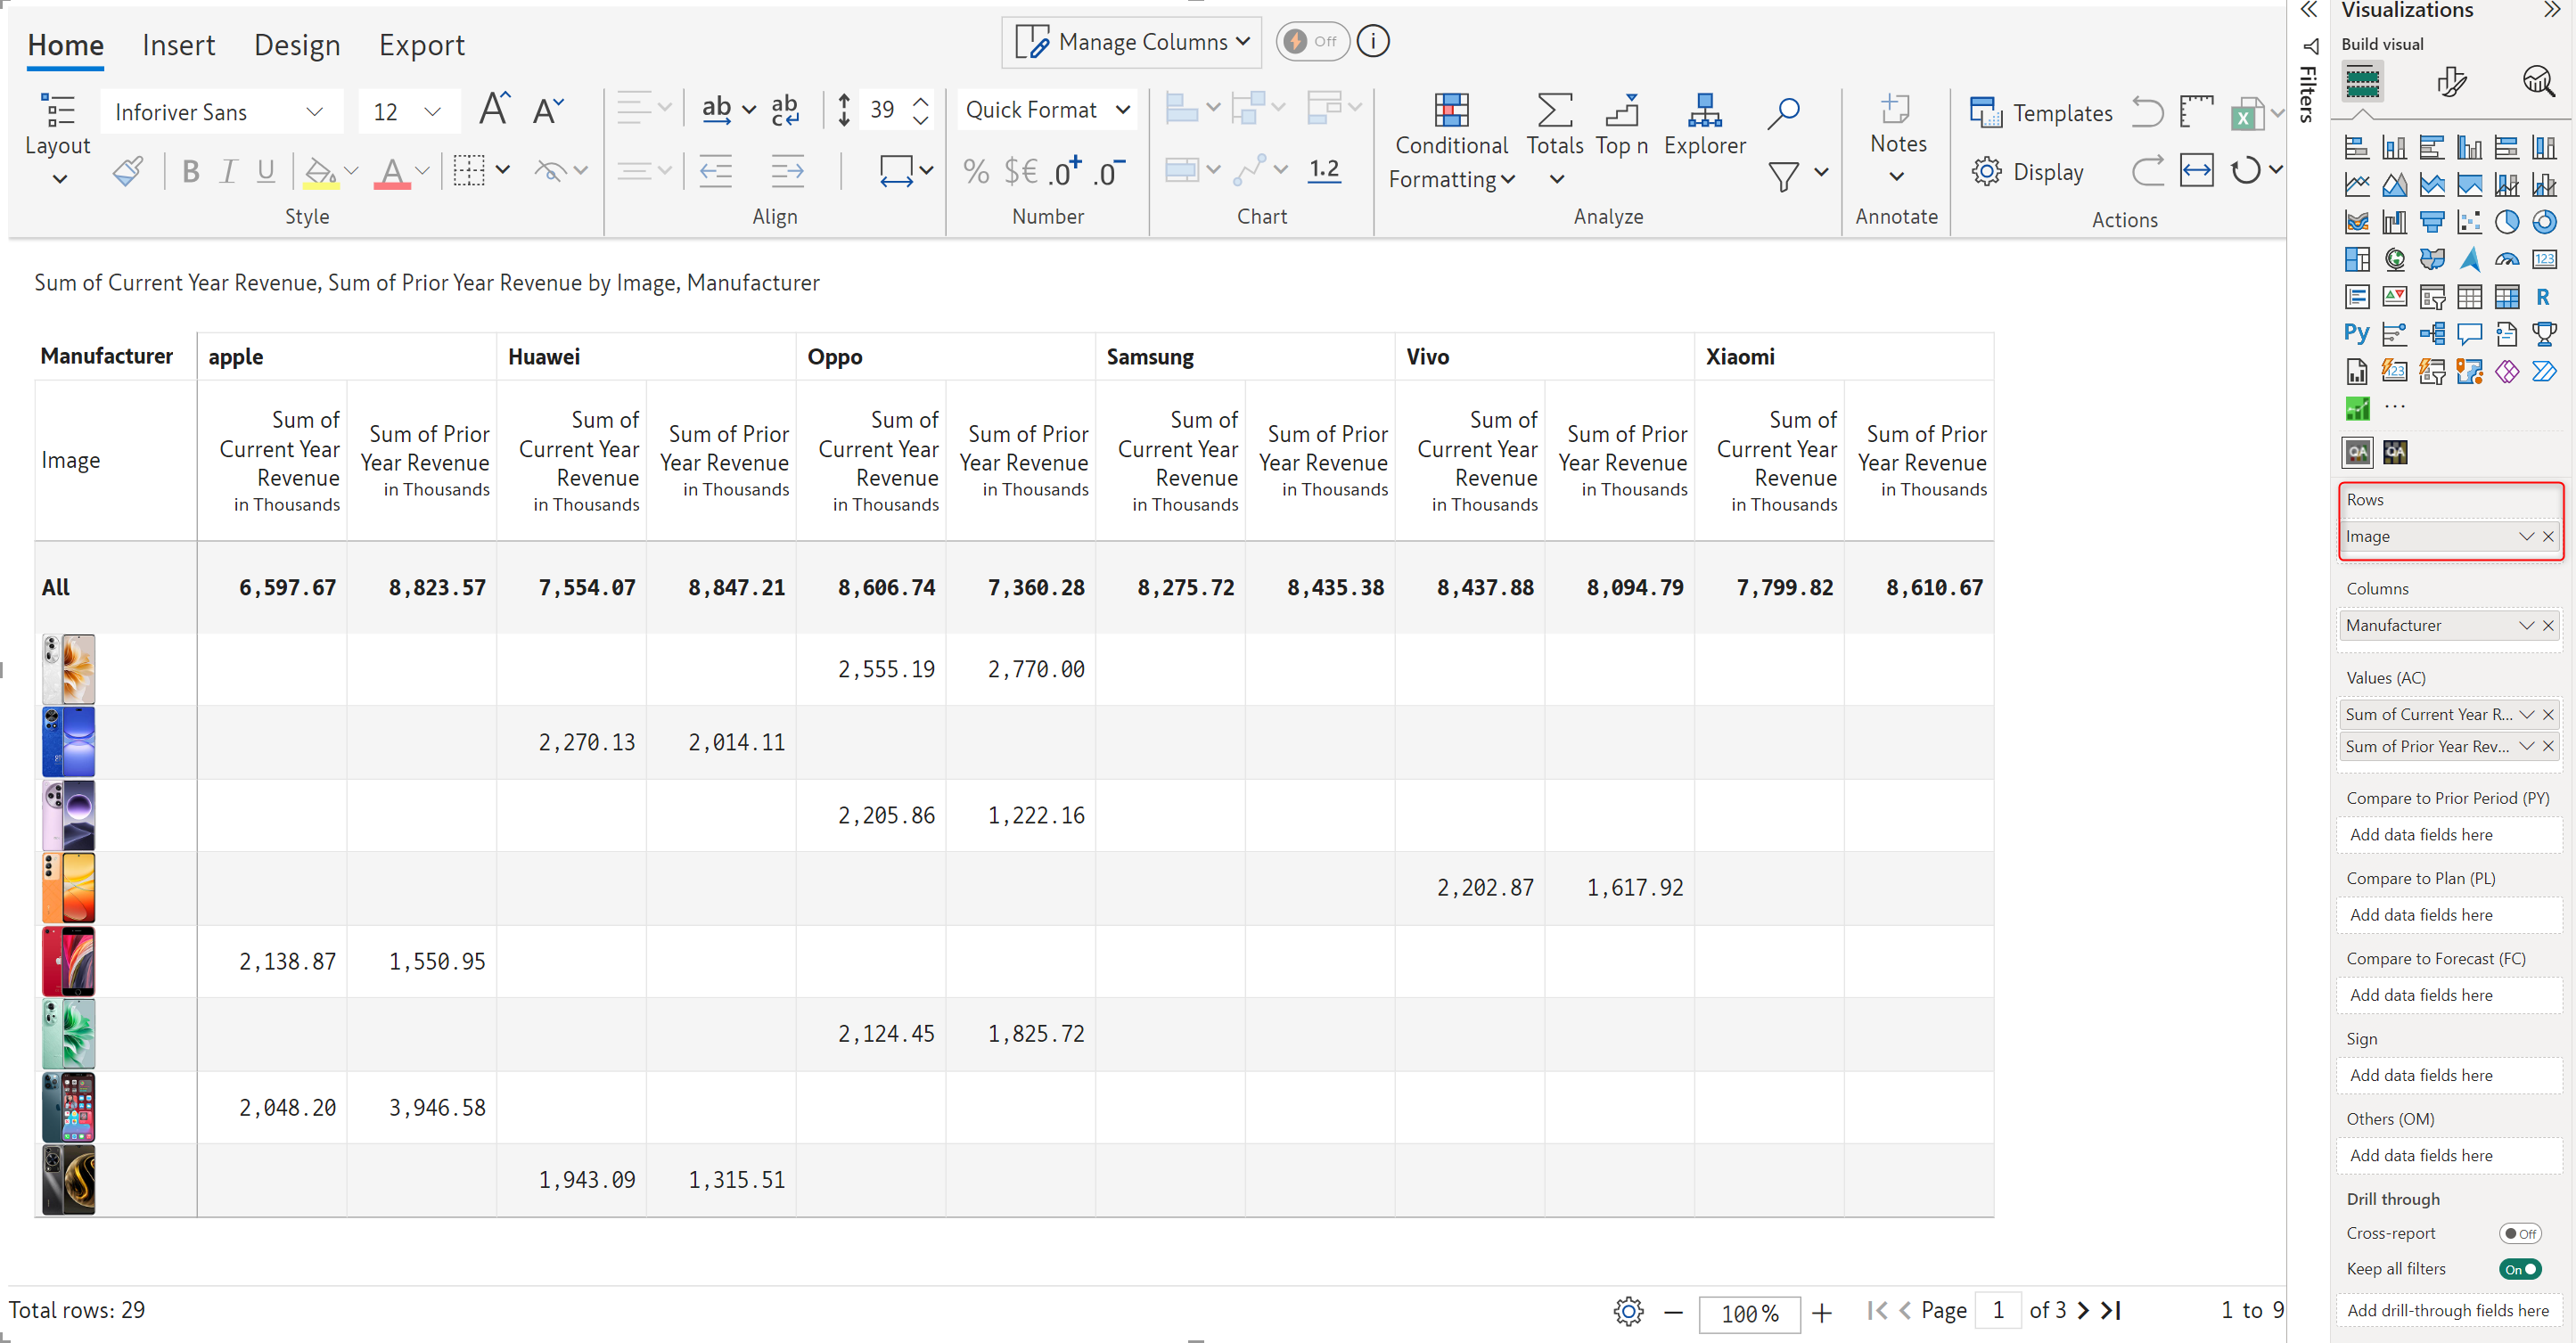 Home Insert Design Export Manage Columns Off i
Layout Inforiver Sans 12 A A ab ab c 39 Quick Format Conditional Formatting Totals Top n Explorer Notes Templates
B I U A % $€ .0+ .0- 1.2 Display
Style Align Number Chart Analyze Annotate Actions
Sum of Current Year Revenue, Sum of Prior Year Revenue by Image, Manufacturer
Manufacturer apple Huawei Oppo Samsung Vivo Xiaomi
Image Sum of Current Year Revenue in Thousands Sum of Prior Year Revenue in Thousands Sum of Current Year Revenue in Thousands Sum of Prior Year Revenue in Thousands Sum of Current Year Revenue in Thousands Sum of Prior Year Revenue in Thousands Sum of Current Year Revenue in Thousands Sum of Prior Year Revenue in Thousands Sum of Current Year Revenue in Thousands Sum of Prior Year Revenue in Thousands Sum of Current Year Revenue in Thousands Sum of Prior Year Revenue in Thousands
All 6,597.67 8,823.57 7,554.07 8,847.21 8,606.74 7,360.28 8,275.72 8,435.38 8,437.88 8,094.79 7,799.82 8,610.67
2,555.19 2,770.00
2,270.13 2,014.11
2,205.86 1,222.16
2,202.87 1,617.92
2,138.87 1,550.95
2,124.45 1,825.72
2,048.20 3,946.58
1,943.09 1,315.51
Total rows: 29 100% Page 1 of 3 1 to 9
Filters
Visualizations
Build visual
123
R
Py
123
QA QA
Rows
Image
Columns
Manufacturer
Values (AC)
Sum of Current Year R...
Sum of Prior Year Rev...
Compare to Prior Period (PY)
Add data fields here
Compare to Plan (PL)
Add data fields here
Compare to Forecast (FC)
Add data fields here
Sign
Add data fields here
Others (OM)
Add data fields here
Drill through
Cross-report Off
Keep all filters On
Add drill-through fields here